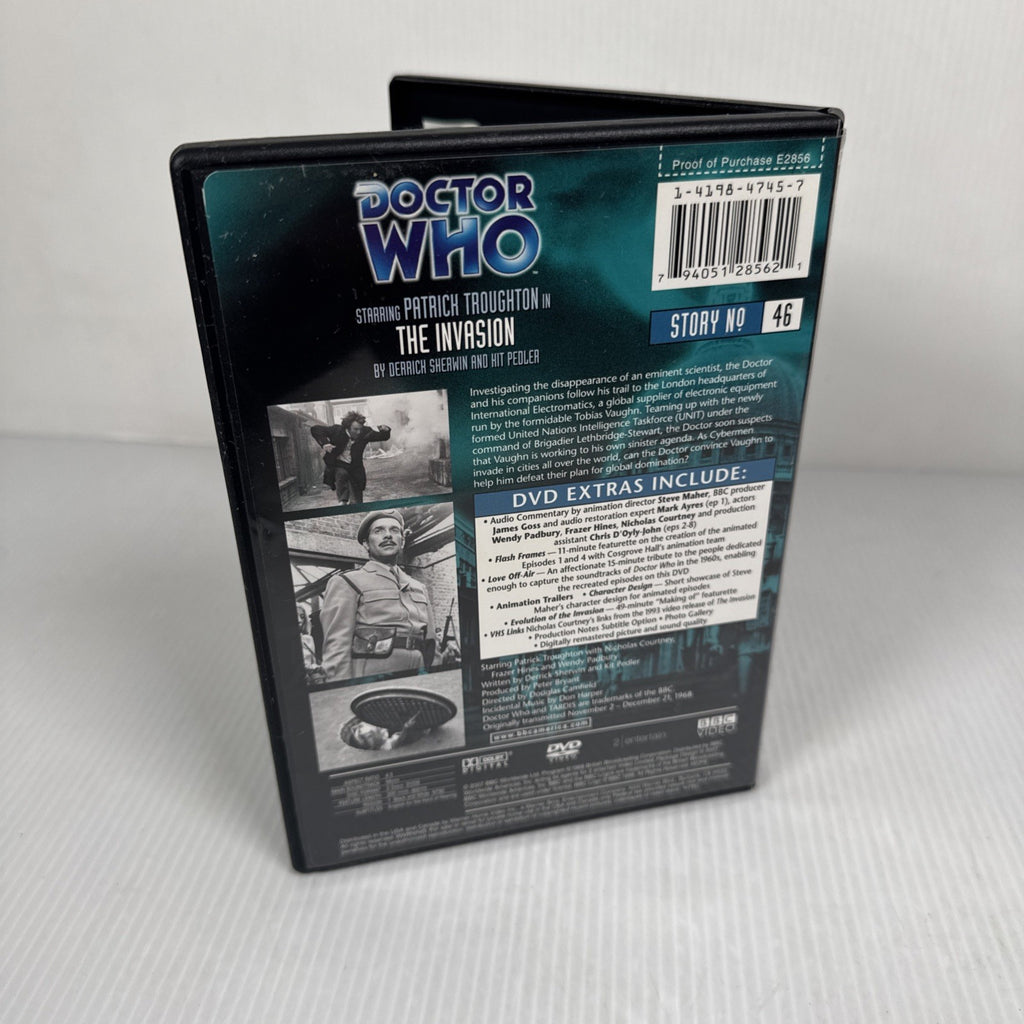 Proof of Purchase E2856
1-4198-4745-7
7 94051 28562 1
DOCTOR
WHO™
STARRING PATRICK TROUGHTON IN
THE INVASION
BY DERRICK SHERWIN AND KIT PEDLER
STORY Nº 46
Investigating the disappearance of an eminent scientist, the Doctor
and his companions follow his trail to the London headquarters of
International Electromatics, a global supplier of electronic equipment
run by the formidable Tobias Vaughn. Teaming up with the newly
formed United Nations Intelligence Taskforce (UNIT) under the
command of Brigadier Lethbridge-Stewart, the Doctor soon suspects
that Vaughn is working to his own sinister agenda. As Cybermen
invade in cities all over the world, can the Doctor convince Vaughn to
help him defeat their plan for global domination?
DVD EXTRAS INCLUDE:
• Audio Commentary by animation director Steve Maher, BBC producer
James Goss and audio restoration expert Mark Ayres (ep 1), actors
Wendy Padbury, Frazer Hines, Nicholas Courtney and production
assistant Chris D'Oyly-John (eps 2-8)
• Flash Frames — 11-minute featurette on the creation of the animated
Episodes 1 and 4 with Cosgrove Hall's animation team
• Love Off-Air — An affectionate 15-minute tribute to the people dedicated
enough to capture the soundtracks of Doctor Who in the 1960s, enabling
the recreated episodes on this DVD
• Animation Trailers • Character Design — Short showcase of Steve
Maher's character design for animated episodes
• Evolution of the Invasion — 49-minute "Making of" featurette
• VHS Links Nicholas Courtney's links from the 1993 video release of The Invasion
• Production Notes Subtitle Option • Photo Gallery
• Digitally remastered picture and sound quality
Starring Patrick Troughton with Nicholas Courtney,
Frazer Hines and Wendy Padbury
Written by Derrick Sherwin and Kit Pedler
Produced by Peter Bryant
Directed by Douglas Camfield
Incidental Music by Don Harper
Doctor Who and TARDIS are trademarks of the BBC
Originally transmitted November 2 – December 21, 1968
www.bbcamerica.com
DOLBY DIGITAL
DVD VIDEO
2 | entertain
BBC VIDEO